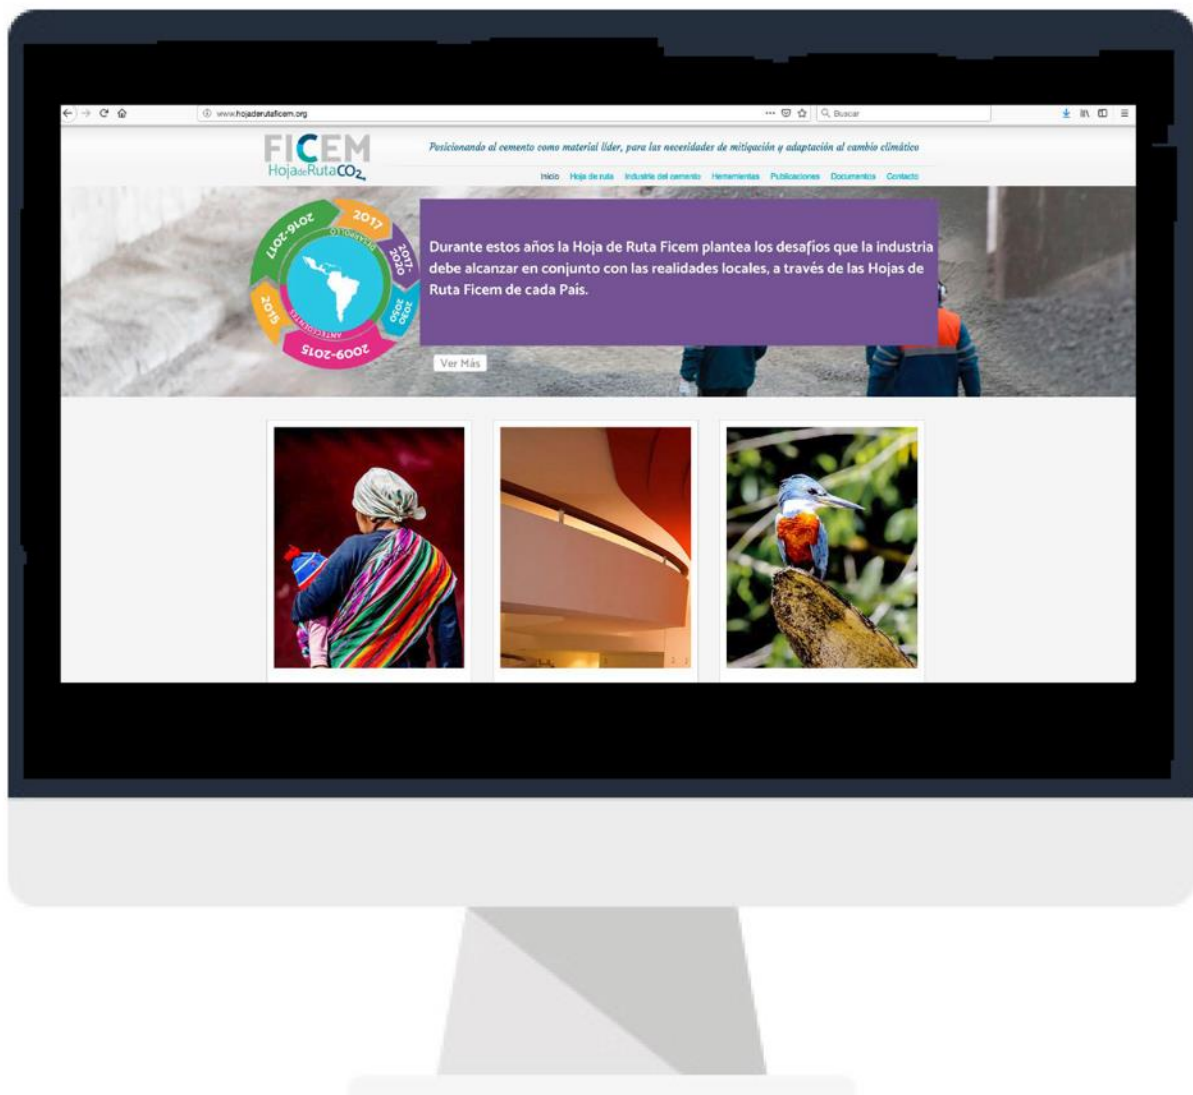 www.hojaderutaficem.org
Buscar
FICEM
HojadeRutaCO2
Posicionando al cemento como material líder, para las necesidades de mitigación y adaptación al cambio climático
Inicio Hoja de ruta Industria del cemento Herramientas Publicaciones Documentos Contacto
2016-2017
2017
2017-
2020
2030
2050
2009-2015
2015
DESARROLLO
ANTECEDENTES
Durante estos años la Hoja de Ruta Ficem plantea los desafíos que la industria
debe alcanzar en conjunto con las realidades locales, a través de las Hojas de
Ruta Ficem de cada País.
Ver Más